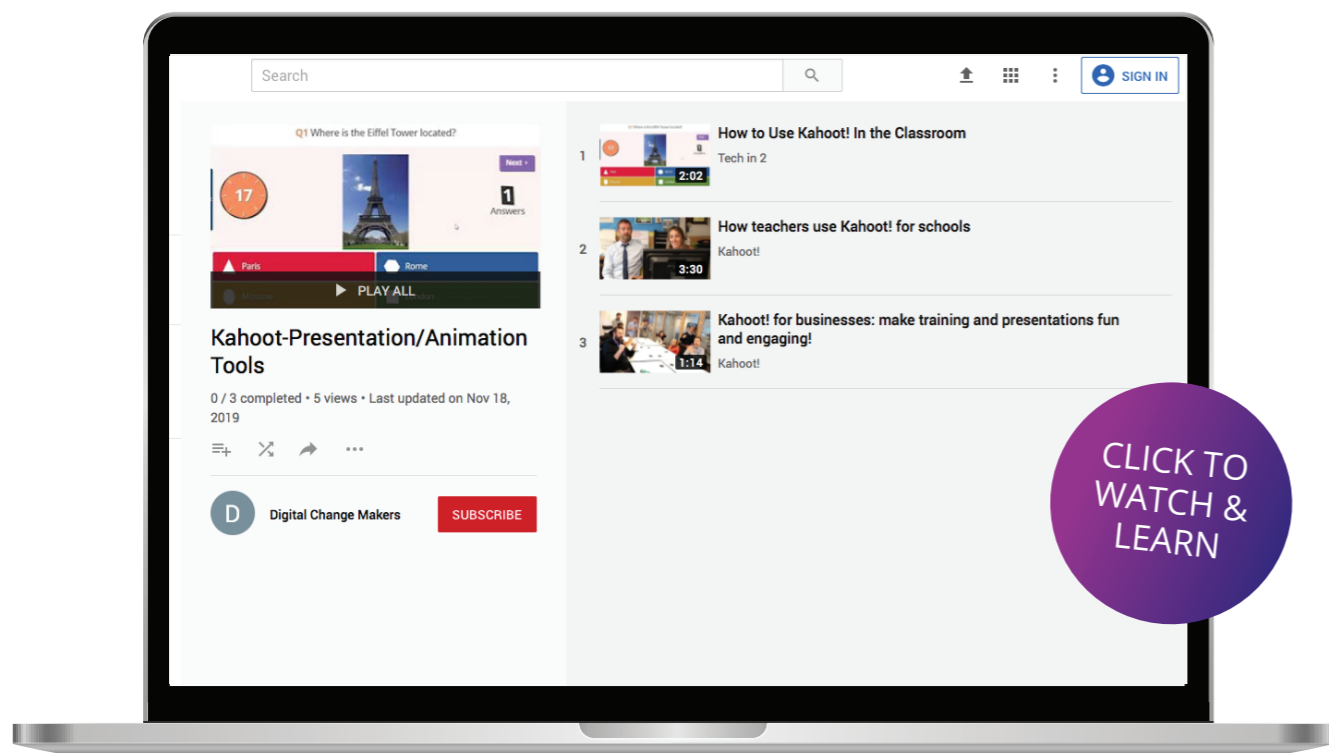 Search
SIGN IN
Q1 Where is the Eiffel Tower located?
17
Next
1
Answers
Paris
Rome
PLAY ALL
Kahoot-Presentation/Animation
Tools
0 / 3 completed • 5 views • Last updated on Nov 18,
2019
D
Digital Change Makers
SUBSCRIBE
1
2:02
How to Use Kahoot! In the Classroom
Tech in 2
2
3:30
How teachers use Kahoot! for schools
Kahoot!
3
1:14
Kahoot! for businesses: make training and presentations fun
and engaging!
Kahoot!
CLICK TO
WATCH &
LEARN